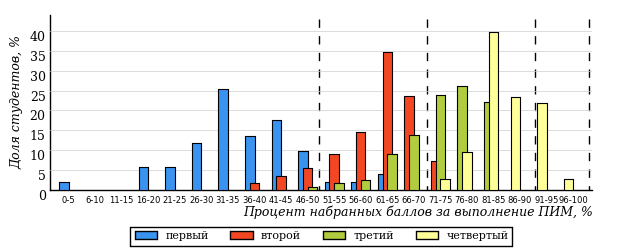 Доля студентов, %
40
35
30
25
20
15
10
5
0
0-5 6-10 11-15 16-20 21-25 26-30 31-35 36-40 41-45 46-50 51-55 56-60 61-65 66-70 71-75 76-80 81-85 86-90 91-95 96-100
Процент набранных баллов за выполнение ПИМ, %
первый второй третий четвертый